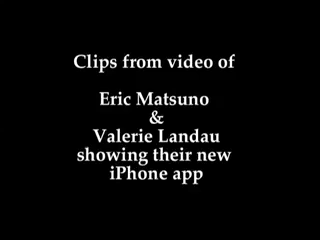 Clips from video of
Eric Matsuno
&
Valerie Landau
showing their new
iPhone app